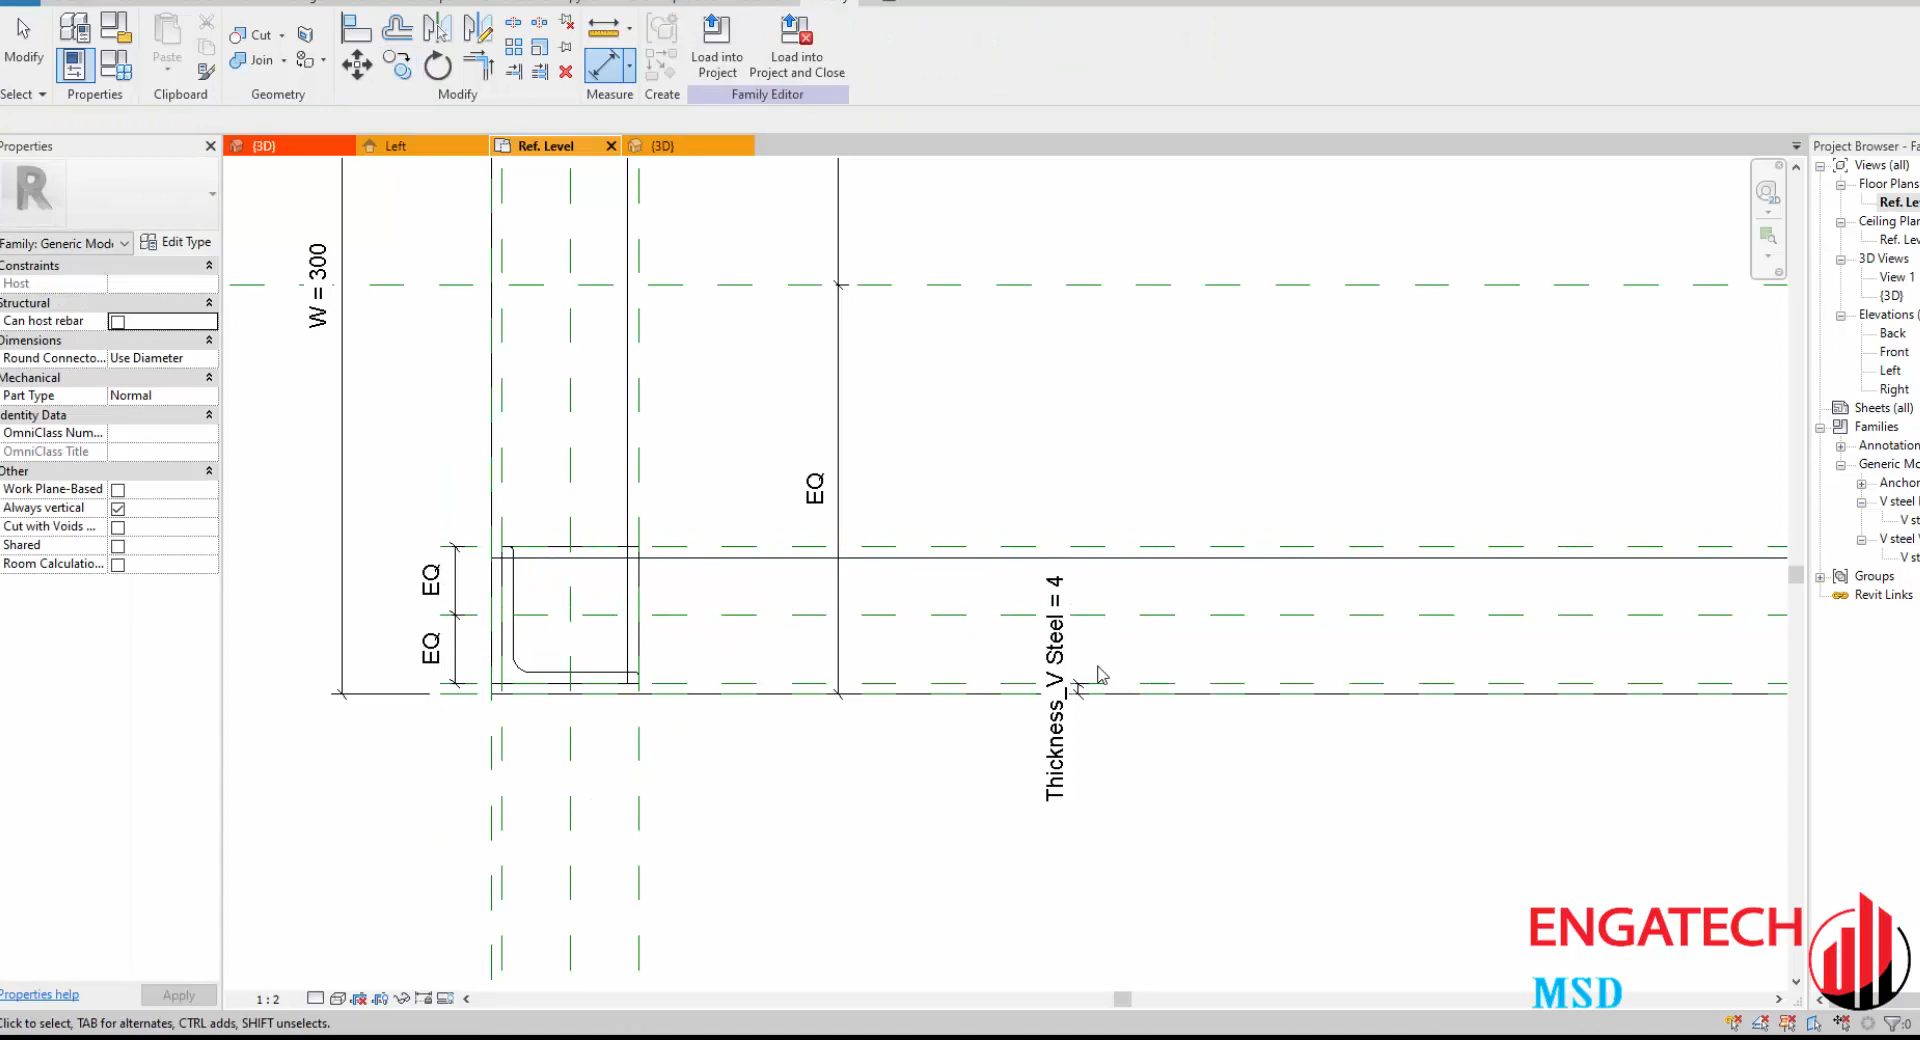 Modify
Select
Properties
Paste
Clipboard
Cut
Join
Geometry
Modify
Measure
Create
Load into
Project
Load into
Project and Close
Family Editor
Properties
Family: Generic Mod
Edit Type
Constraints
Host
Structural
Can host rebar
Dimensions
Round Connecto... Use Diameter
Mechanical
Part Type Normal
Identity Data
OmniClass Num...
OmniClass Title
Other
Work Plane-Based
Always vertical
Cut with Voids ...
Shared
Room Calculatio...
Properties help
Apply
{3D}
Left
Ref. Level
{3D}
W = 300
EQ
EQ
EQ
Thickness_V Steel = 4
2D
1 : 2
Project Browser - Fa
Views (all)
Floor Plans
Ref. Le
Ceiling Plan
Ref. Lev
3D Views
View 1
{3D}
Elevations (
Back
Front
Left
Right
Sheets (all)
Families
Annotation
Generic Mo
Anchor
V steel
V st
V steel
V st
Groups
Revit Links
ENGATECH
MSD
Click to select, TAB for alternates, CTRL adds, SHIFT unselects.
:0